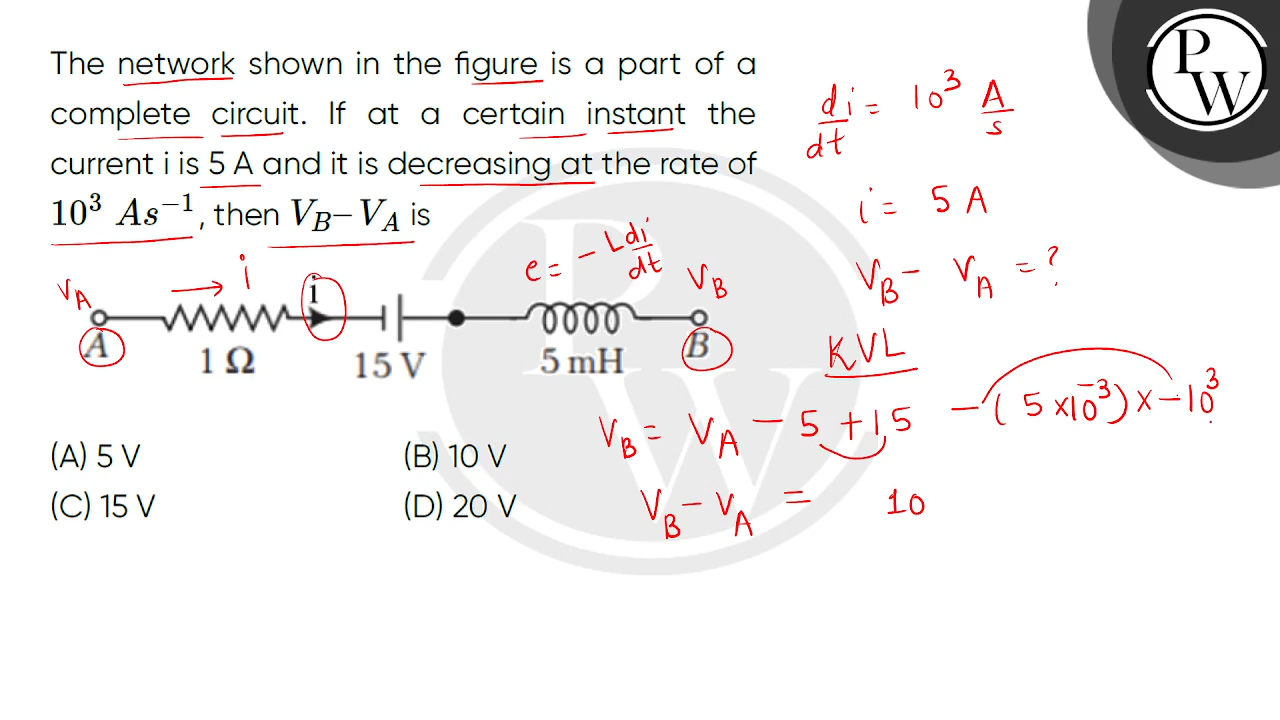 The network shown in the figure is a part of a
complete circuit. If at a certain instant the
current i is 5 A and it is decreasing at the rate of
10³ As⁻¹, then V_B – V_A is
P W
di/dt = 10³ A/s
i = 5 A
V_B - V_A = ?
e = - L di/dt
V_A
i
i
V_B
A
1 Ω
15 V
5 mH
B
KVL
V_B = V_A - 5 + 15 - (5 x 10⁻³) x - 10³
V_B - V_A = 10
(A) 5 V
(B) 10 V
(C) 15 V
(D) 20 V
P W